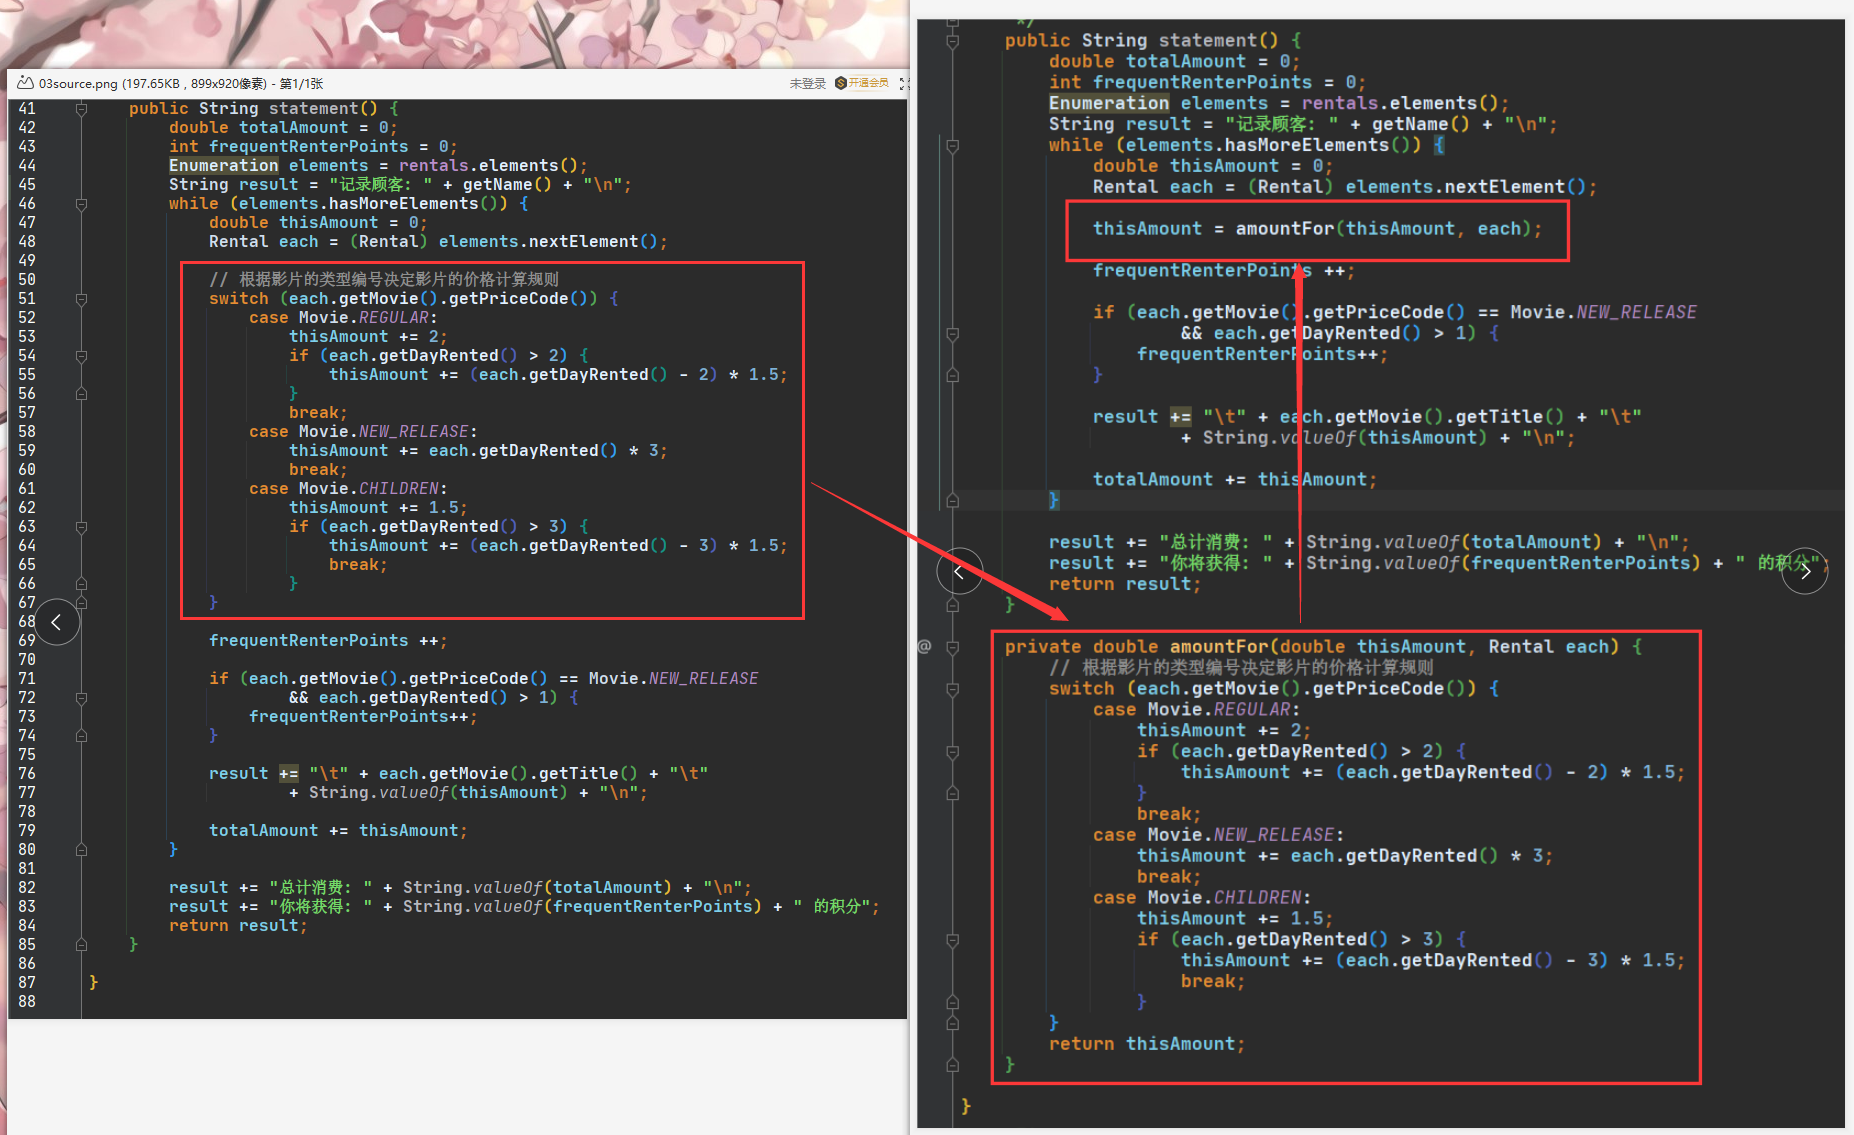 03source.png (197.65KB , 899x920像素) - 第1/1张
未登录 开通会员
41 public String statement() {
42 double totalAmount = 0;
43 int frequentRenterPoints = 0;
44 Enumeration elements = rentals.elements();
45 String result = "记录顾客: " + getName() + "\n";
46 while (elements.hasMoreElements()) {
47 double thisAmount = 0;
48 Rental each = (Rental) elements.nextElement();
49
50 // 根据影片的类型编号决定影片的价格计算规则
51 switch (each.getMovie().getPriceCode()) {
52 case Movie.REGULAR:
53 thisAmount += 2;
54 if (each.getDayRented() > 2) {
55 thisAmount += (each.getDayRented() - 2) * 1.5;
56 }
57 break;
58 case Movie.NEW_RELEASE:
59 thisAmount += each.getDayRented() * 3;
60 break;
61 case Movie.CHILDREN:
62 thisAmount += 1.5;
63 if (each.getDayRented() > 3) {
64 thisAmount += (each.getDayRented() - 3) * 1.5;
65 break;
66 }
67 }
68
69 frequentRenterPoints ++;
70
71 if (each.getMovie().getPriceCode() == Movie.NEW_RELEASE
72 && each.getDayRented() > 1) {
73 frequentRenterPoints++;
74 }
75
76 result += "\t" + each.getMovie().getTitle() + "\t"
77 + String.valueOf(thisAmount) + "\n";
78
79 totalAmount += thisAmount;
80 }
81
82 result += "总计消费: " + String.valueOf(totalAmount) + "\n";
83 result += "你将获得: " + String.valueOf(frequentRenterPoints) + " 的积分";
84 return result;
85 }
86
87 }
88
*/
public String statement() {
double totalAmount = 0;
int frequentRenterPoints = 0;
Enumeration elements = rentals.elements();
String result = "记录顾客: " + getName() + "\n";
while (elements.hasMoreElements()) {
double thisAmount = 0;
Rental each = (Rental) elements.nextElement();
thisAmount = amountFor(thisAmount, each);
frequentRenterPoints ++;
if (each.getMovie().getPriceCode() == Movie.NEW_RELEASE
&& each.getDayRented() > 1) {
frequentRenterPoints++;
}
result += "\t" + each.getMovie().getTitle() + "\t"
+ String.valueOf(thisAmount) + "\n";
totalAmount += thisAmount;
}
result += "总计消费: " + String.valueOf(totalAmount) + "\n";
result += "你将获得: " + String.valueOf(frequentRenterPoints) + " 的积分";
return result;
}
@ private double amountFor(double thisAmount, Rental each) {
// 根据影片的类型编号决定影片的价格计算规则
switch (each.getMovie().getPriceCode()) {
case Movie.REGULAR:
thisAmount += 2;
if (each.getDayRented() > 2) {
thisAmount += (each.getDayRented() - 2) * 1.5;
}
break;
case Movie.NEW_RELEASE:
thisAmount += each.getDayRented() * 3;
break;
case Movie.CHILDREN:
thisAmount += 1.5;
if (each.getDayRented() > 3) {
thisAmount += (each.getDayRented() - 3) * 1.5;
break;
}
}
return thisAmount;
}
}